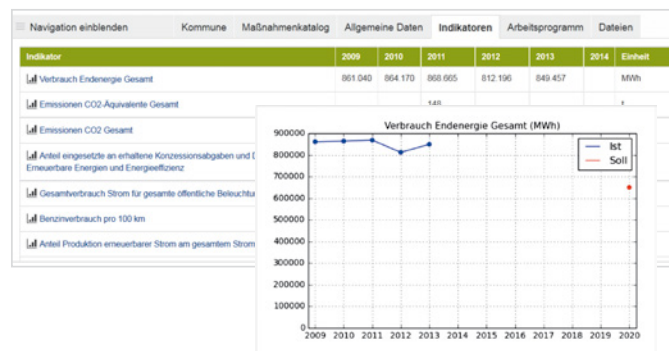 Navigation einblenden Kommune Maßnahmenkatalog Allgemeine Daten Indikatoren Arbeitsprogramm Dateien
Indikator 2009 2010 2011 2012 2013 2014 Einheit
Verbrauch Endenergie Gesamt 861.040 864.170 868.665 812.196 849.457 MWh
Emissionen CO2-Äquivalente Gesamt 148 t
Emissionen CO2 Gesamt
Anteil eingesetzte an erhaltene Konzessionsabgaben und
Erneuerbare Energien und Energieeffizienz
Gesamtverbrauch Strom für gesamte öffentliche
Benzinverbrauch pro 100 km
Anteil Produktion erneuerbarer Strom am gesamtem Strom
Verbrauch Endenergie Gesamt (MWh)
Ist
Soll
900000
800000
700000
600000
500000
400000
300000
200000
100000
0
2009 2010 2011 2012 2013 2014 2015 2016 2017 2018 2019 2020